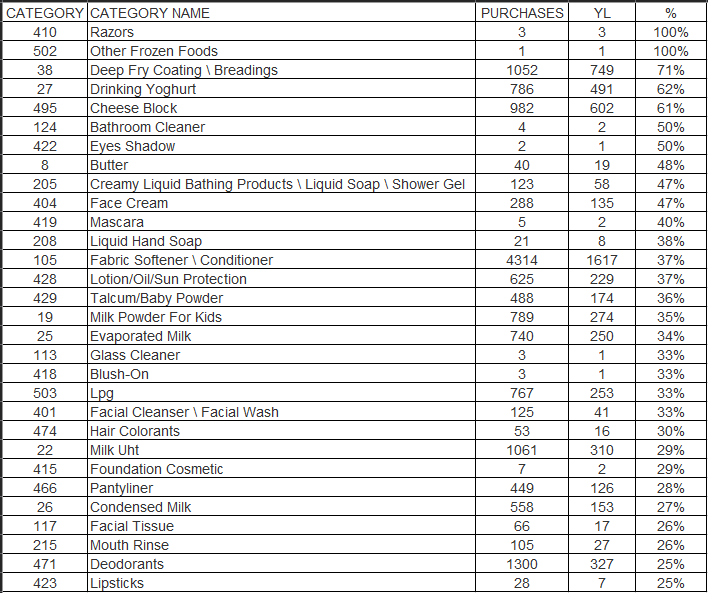 CATEGORY CATEGORY NAME PURCHASES YL %
410 Razors 3 3 100%
502 Other Frozen Foods 1 1 100%
38 Deep Fry Coating \ Breadings 1052 749 71%
27 Drinking Yoghurt 786 491 62%
495 Cheese Block 982 602 61%
124 Bathroom Cleaner 4 2 50%
422 Eyes Shadow 2 1 50%
8 Butter 40 19 48%
205 Creamy Liquid Bathing Products \ Liquid Soap \ Shower Gel 123 58 47%
404 Face Cream 288 135 47%
419 Mascara 5 2 40%
208 Liquid Hand Soap 21 8 38%
105 Fabric Softener \ Conditioner 4314 1617 37%
428 Lotion/Oil/Sun Protection 625 229 37%
429 Talcum/Baby Powder 488 174 36%
19 Milk Powder For Kids 789 274 35%
25 Evaporated Milk 740 250 34%
113 Glass Cleaner 3 1 33%
418 Blush-On 3 1 33%
503 Lpg 767 253 33%
401 Facial Cleanser \ Facial Wash 125 41 33%
474 Hair Colorants 53 16 30%
22 Milk Uht 1061 310 29%
415 Foundation Cosmetic 7 2 29%
466 Pantyliner 449 126 28%
26 Condensed Milk 558 153 27%
117 Facial Tissue 66 17 26%
215 Mouth Rinse 105 27 26%
471 Deodorants 1300 327 25%
423 Lipsticks 28 7 25%